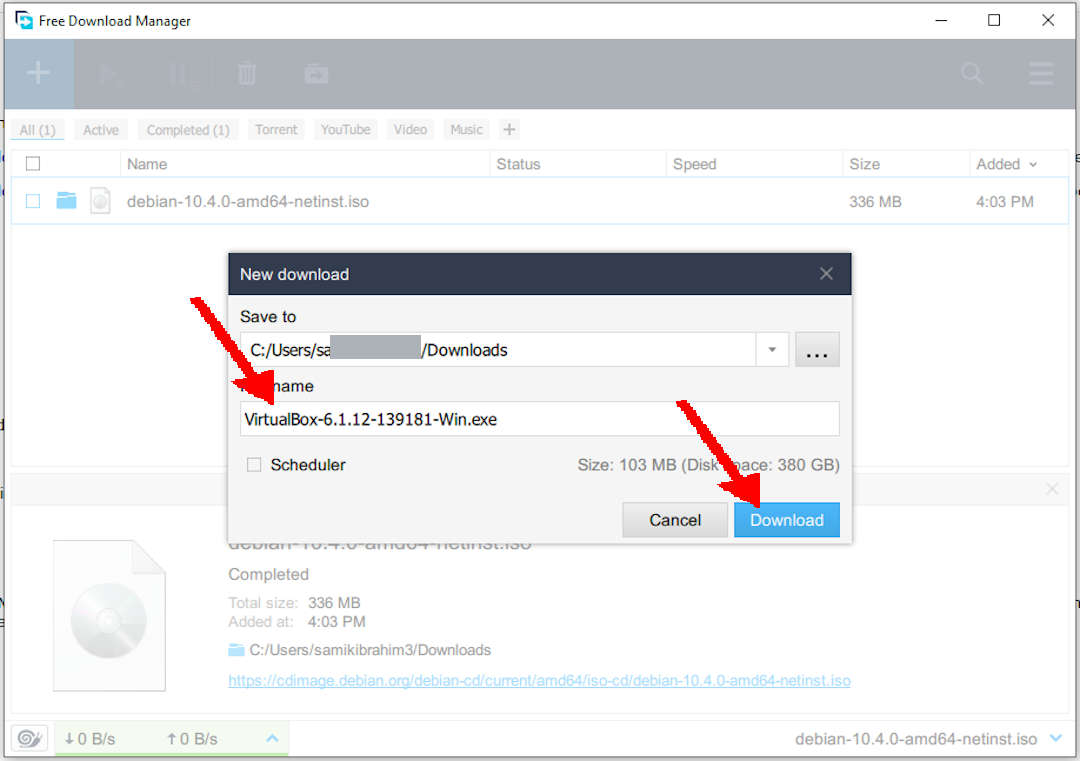 Free Download Manager
All (1) Active Completed (1) Torrent YouTube Video Music +
Name Status Speed Size Added
debian-10.4.0-amd64-netinst.iso 336 MB 4:03 PM
New download
Save to
C:/Users/sa /Downloads
...
name
VirtualBox-6.1.12-139181-Win.exe
Scheduler Size: 103 MB (Disk space: 380 GB)
Cancel Download
debian-10.4.0-amd64-netinst.iso
Completed
Total size: 336 MB
Added at: 4:03 PM
C:/Users/samikibrahim3/Downloads
https://cdimage.debian.org/debian-cd/current/amd64/iso-cd/debian-10.4.0-amd64-netinst.iso
↓0 B/s ↑0 B/s debian-10.4.0-amd64-netinst.iso